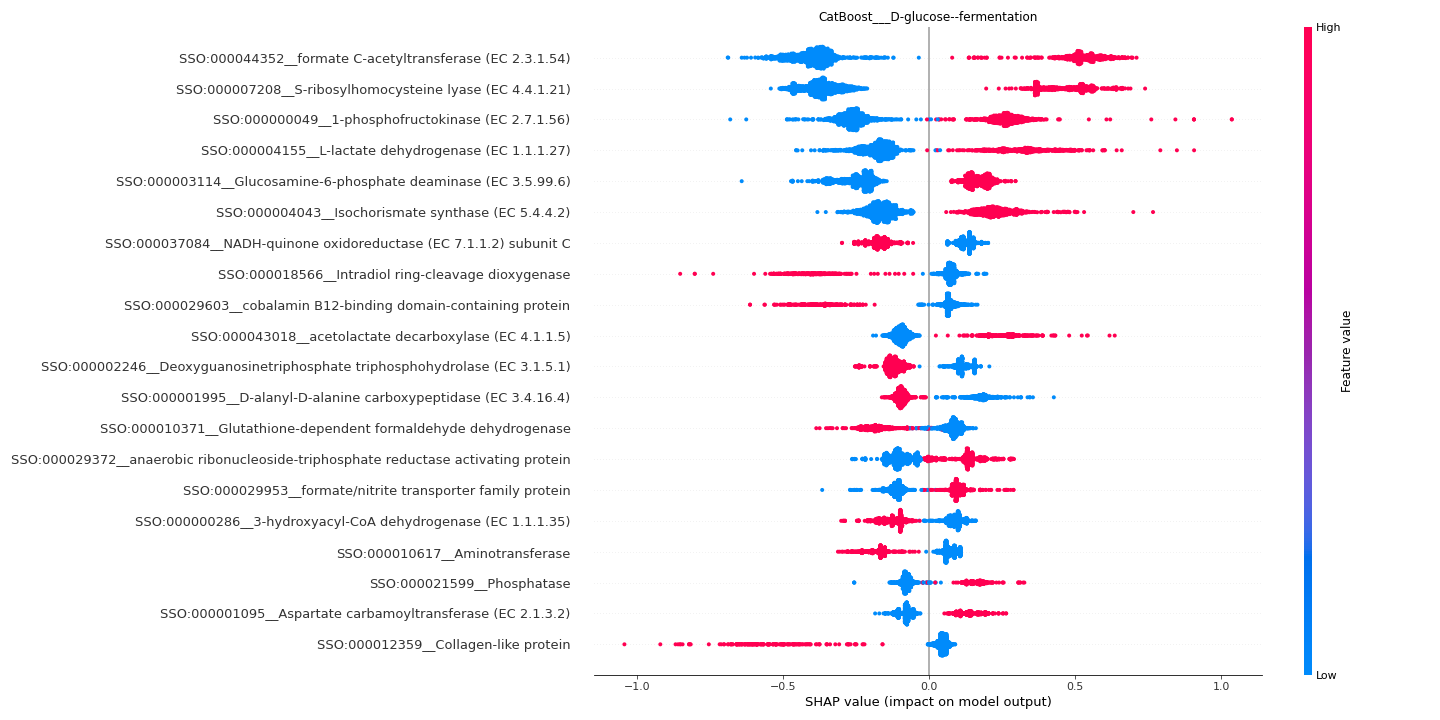 CatBoost___D-glucose--fermentation
High
SSO:000044352__formate C-acetyltransferase (EC 2.3.1.54)
SSO:000007208__S-ribosylhomocysteine lyase (EC 4.4.1.21)
SSO:000000049__1-phosphofructokinase (EC 2.7.1.56)
SSO:000004155__L-lactate dehydrogenase (EC 1.1.1.27)
SSO:000003114__Glucosamine-6-phosphate deaminase (EC 3.5.99.6)
SSO:000004043__Isochorismate synthase (EC 5.4.4.2)
SSO:000037084__NADH-quinone oxidoreductase (EC 7.1.1.2) subunit C
SSO:000018566__Intradiol ring-cleavage dioxygenase
SSO:000029603__cobalamin B12-binding domain-containing protein
SSO:000043018__acetolactate decarboxylase (EC 4.1.1.5)
SSO:000002246__Deoxyguanosinetriphosphate triphosphohydrolase (EC 3.1.5.1)
SSO:000001995__D-alanyl-D-alanine carboxypeptidase (EC 3.4.16.4)
SSO:000010371__Glutathione-dependent formaldehyde dehydrogenase
SSO:000029372__anaerobic ribonucleoside-triphosphate reductase activating protein
SSO:000029953__formate/nitrite transporter family protein
SSO:000000286__3-hydroxyacyl-CoA dehydrogenase (EC 1.1.1.35)
SSO:000010617__Aminotransferase
SSO:000021599__Phosphatase
SSO:000001095__Aspartate carbamoyltransferase (EC 2.1.3.2)
SSO:000012359__Collagen-like protein
Feature value
Low
−1.0 −0.5 0.0 0.5 1.0
SHAP value (impact on model output)